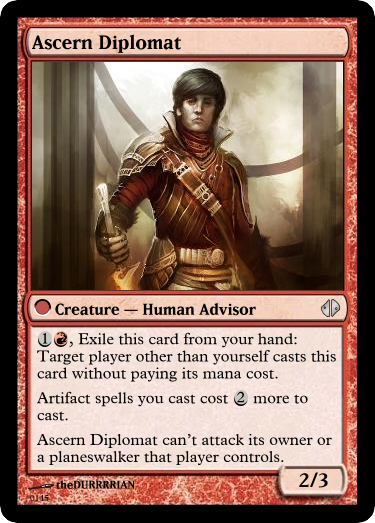 Ascern Diplomat
Creature — Human Advisor
1R, Exile this card from your hand:
Target player other than yourself casts this
card without paying its mana cost.
Artifact spells you cast cost 2 more to
cast.
Ascern Diplomat can't attack its owner or
a planeswalker that player controls.
theDURRRRIAN
2/3